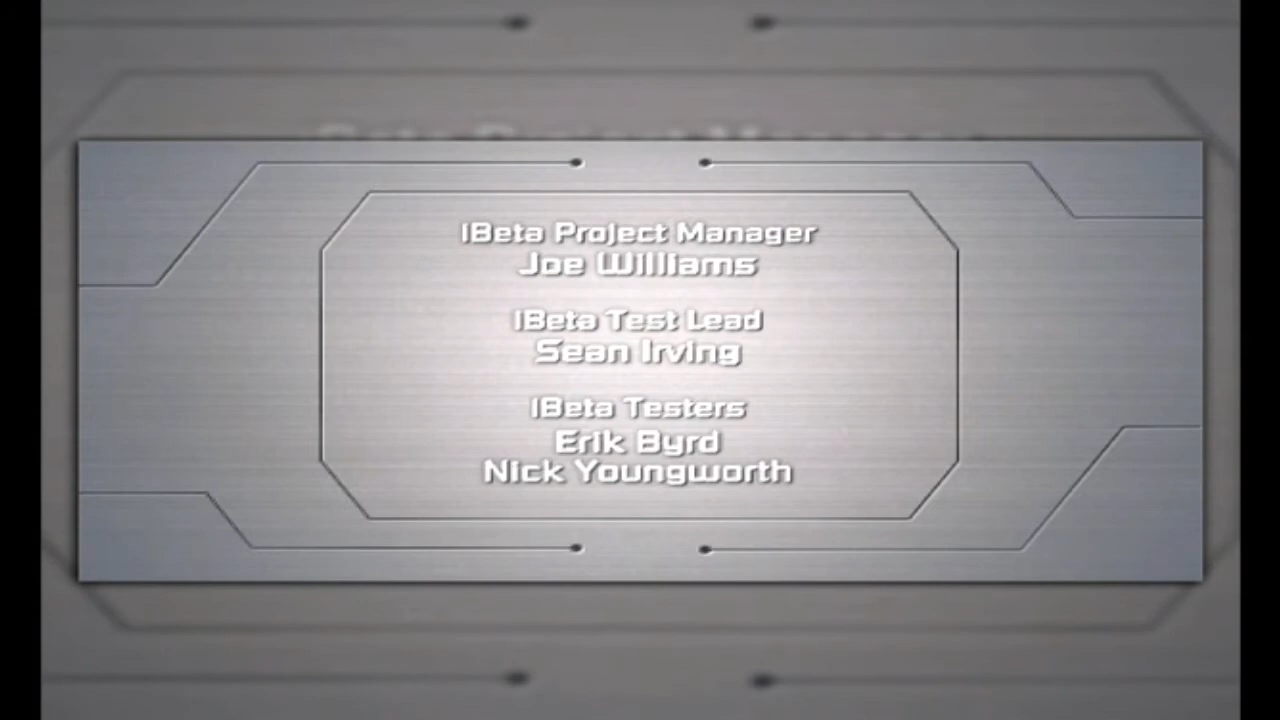 iBeta Project Manager
Joe Williams
iBeta Test Lead
Sean Irving
iBeta Testers
Erik Byrd
Nick Youngworth